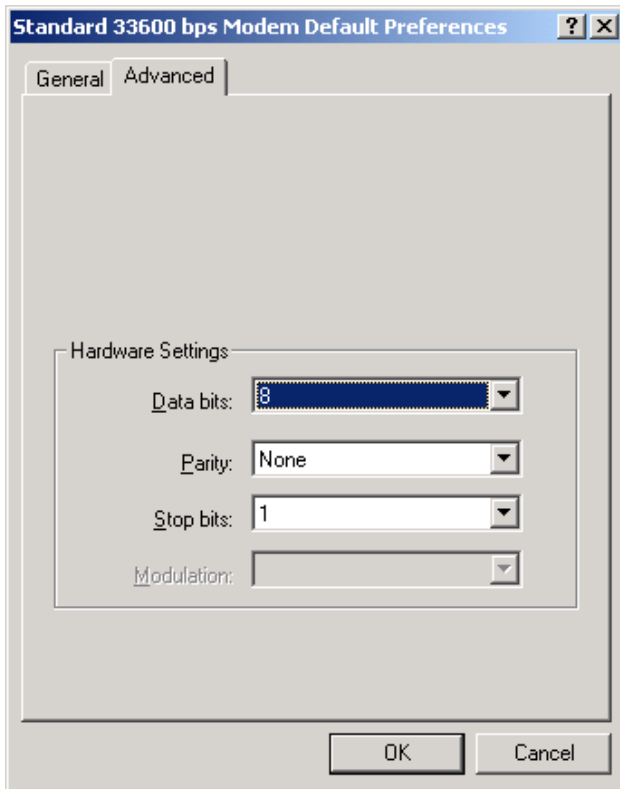 Standard 33600 bps Modem Default Preferences ? X
General Advanced
Hardware Settings
Data bits: 8
Parity: None
Stop bits: 1
Modulation:
OK Cancel